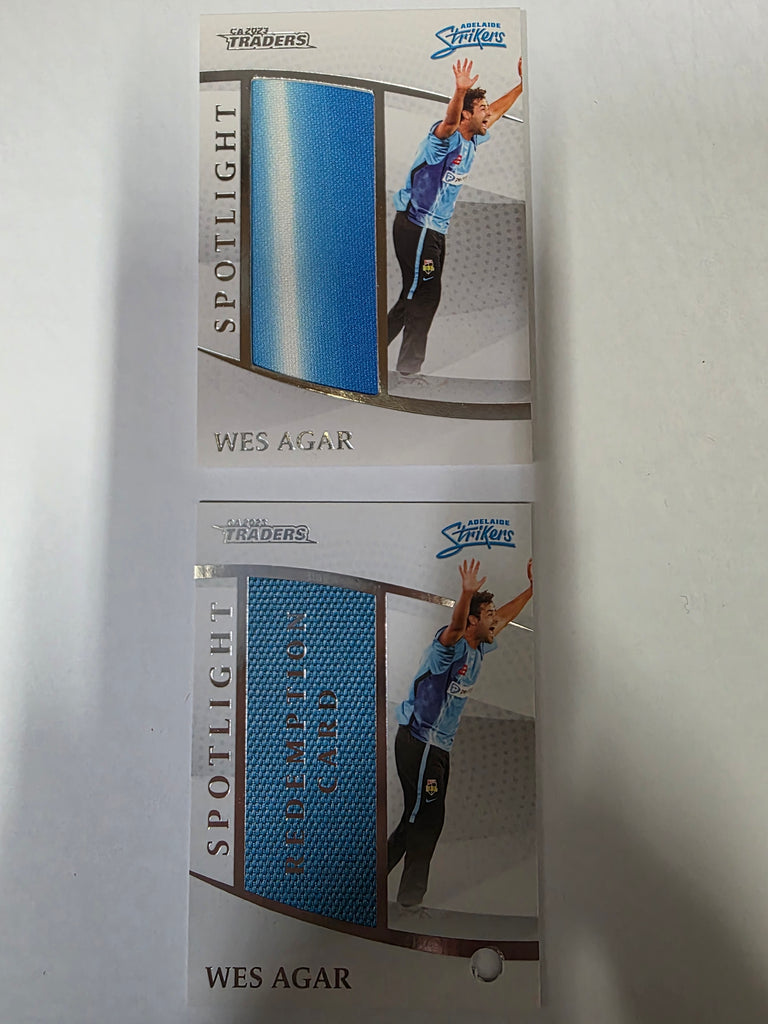 CA 2023
TRADERS
ADELAIDE
Strikers
SPOTLIGHT
WES AGAR
CA 2023
TRADERS
ADELAIDE
Strikers
SPOTLIGHT
REDEMPTION
CARD
WES AGAR